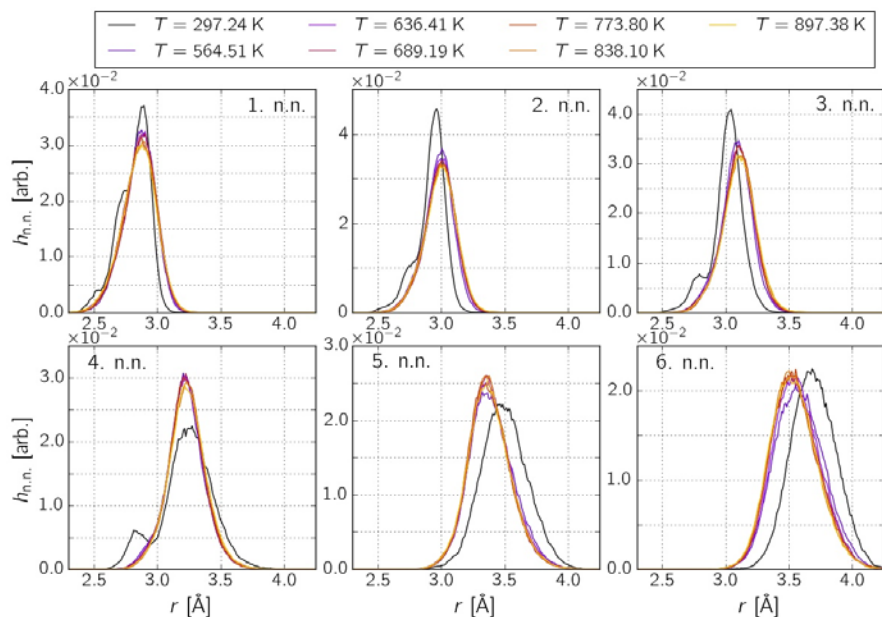 T = 297.24 K T = 636.41 K T = 773.80 K T = 897.38 K
T = 564.51 K T = 689.19 K T = 838.10 K
×10⁻² ×10⁻² ×10⁻²
4.0 1. n.n. 2. n.n. 3. n.n.
3.0 4 4.0
2.0 3.0
1.0 2 2.0
0.0 0 1.0
0.0
hn.n. [arb.]
2.5 3.0 3.5 4.0 2.5 3.0 3.5 4.0 2.5 3.0 3.5 4.0
×10⁻² ×10⁻² ×10⁻²
4. n.n. 5. n.n. 6. n.n.
3.0 3.0 2.0
2.0 2.0
1.0 1.0 1.0
0.0 0.0 0.0
hn.n. [arb.]
2.5 3.0 3.5 4.0 2.5 3.0 3.5 4.0 2.5 3.0 3.5 4.0
r [Å] r [Å] r [Å]